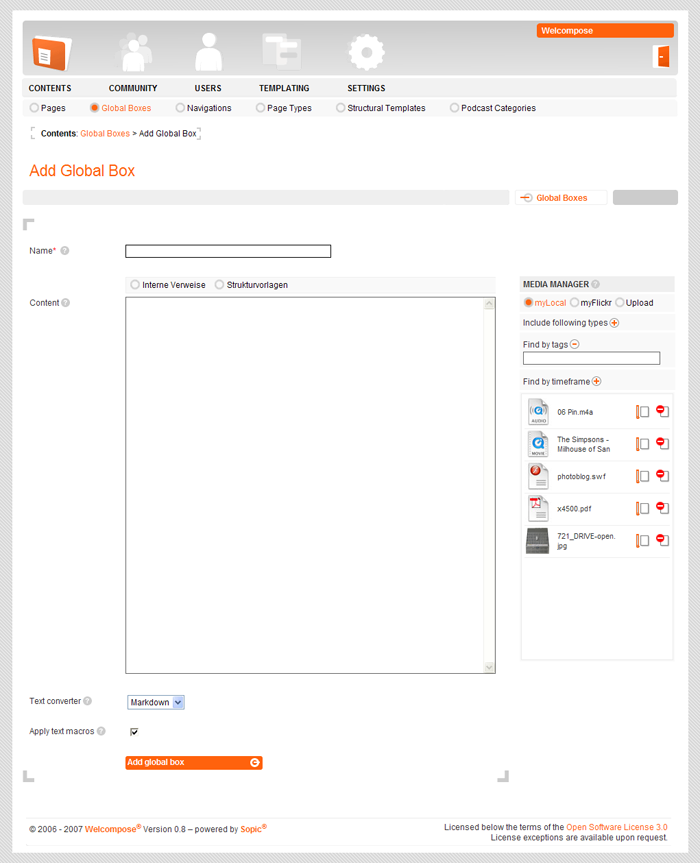 Welcompose
CONTENTS COMMUNITY USERS TEMPLATING SETTINGS
Pages Global Boxes Navigations Page Types Structural Templates Podcast Categories
Contents: Global Boxes > Add Global Box
Add Global Box
Global Boxes
Name* ?
Interne Verweise Strukturvorlagen
Content ?
MEDIA MANAGER ?
myLocal myFlickr Upload
Include following types
Find by tags
Find by timeframe
AUDIO
06 Pin.m4a
MOVIE
The Simpsons -
Milhouse of San
photoblog.swf
x4500.pdf
721_DRIVE-open.
jpg
Text converter ? Markdown
Apply text macros ?
Add global box
© 2006 - 2007 Welcompose® Version 0.8 – powered by Sopic®
Licensed below the terms of the Open Software License 3.0
License exceptions are available upon request.